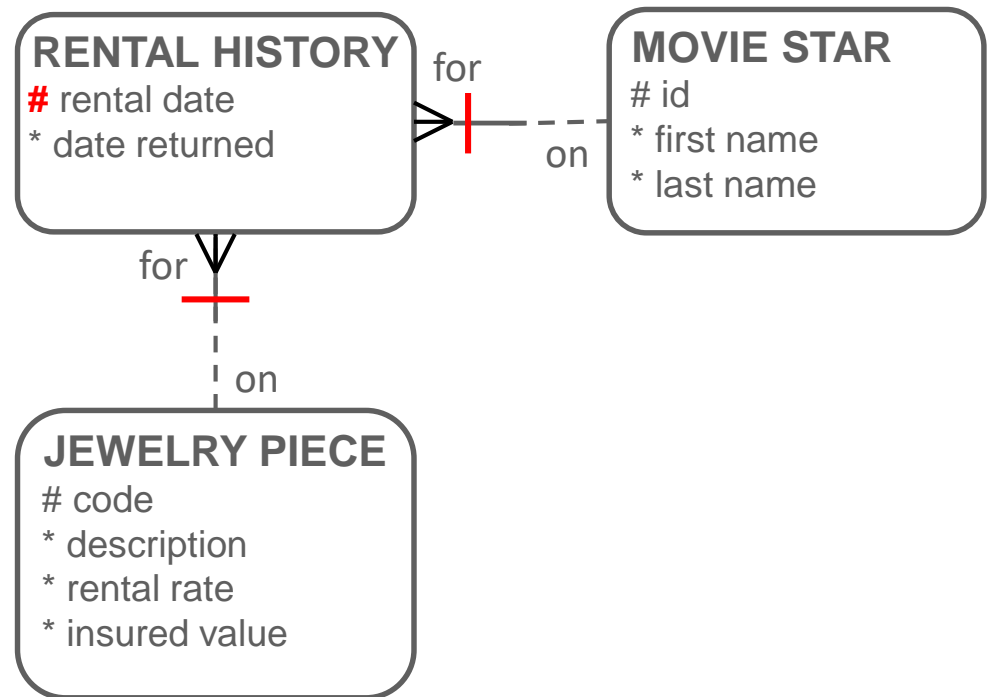 RENTAL HISTORY
# rental date
* date returned
for
on
MOVIE STAR
# id
* first name
* last name
for
on
JEWELRY PIECE
# code
* description
* rental rate
* insured value